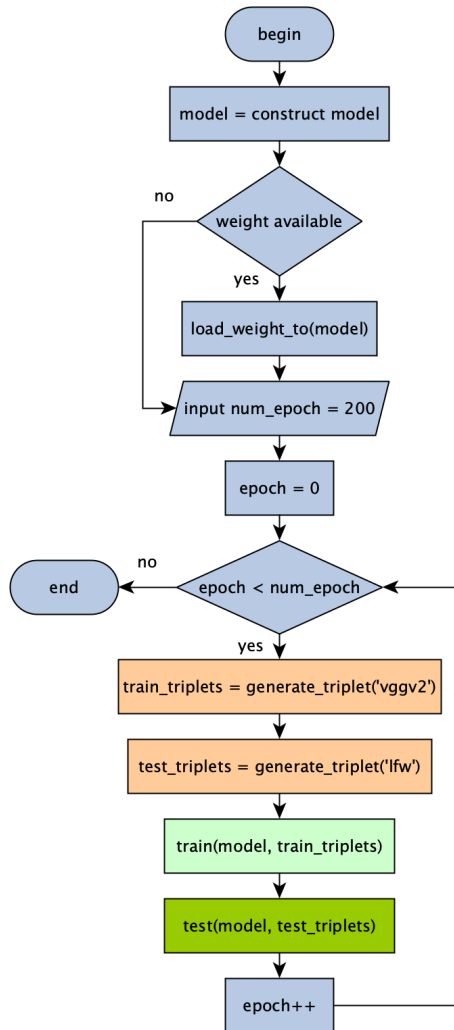 begin
model = construct model
no
weight available
yes
load_weight_to(model)
input num_epoch = 200
epoch = 0
no
end
epoch < num_epoch
yes
train_triplets = generate_triplet('vggv2')
test_triplets = generate_triplet('lfw')
train(model, train_triplets)
test(model, test_triplets)
epoch++